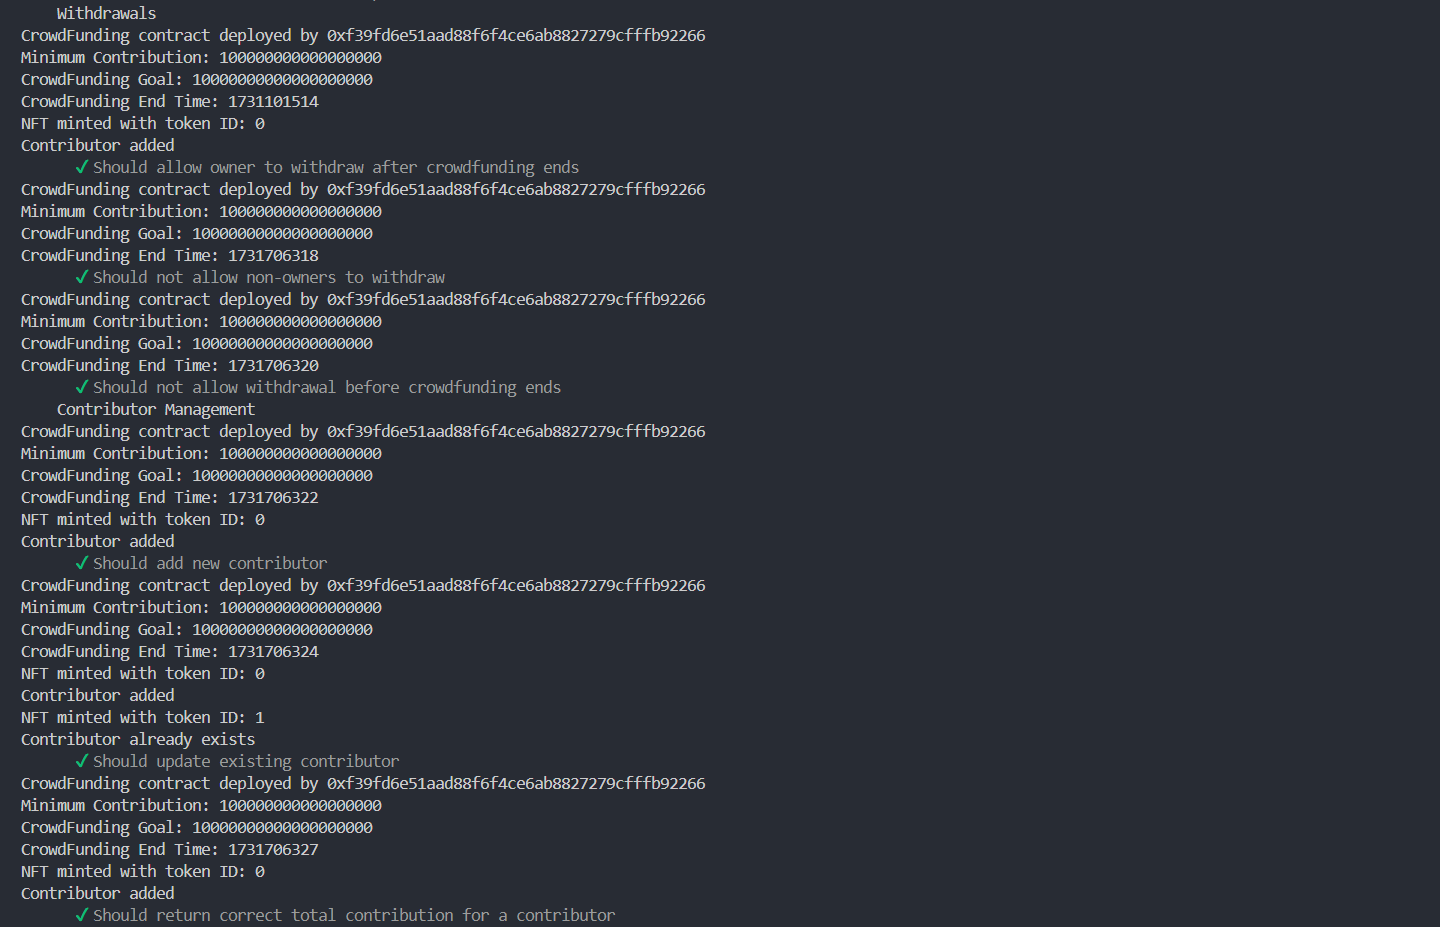 Withdrawals
CrowdFunding contract deployed by 0xf39fd6e51aad88f6f4ce6ab8827279cfffb92266
Minimum Contribution: 100000000000000000
CrowdFunding Goal: 10000000000000000000
CrowdFunding End Time: 1731101514
NFT minted with token ID: 0
Contributor added
✓ Should allow owner to withdraw after crowdfunding ends
CrowdFunding contract deployed by 0xf39fd6e51aad88f6f4ce6ab8827279cfffb92266
Minimum Contribution: 100000000000000000
CrowdFunding Goal: 10000000000000000000
CrowdFunding End Time: 1731706318
✓ Should not allow non-owners to withdraw
CrowdFunding contract deployed by 0xf39fd6e51aad88f6f4ce6ab8827279cfffb92266
Minimum Contribution: 100000000000000000
CrowdFunding Goal: 10000000000000000000
CrowdFunding End Time: 1731706320
✓ Should not allow withdrawal before crowdfunding ends
Contributor Management
CrowdFunding contract deployed by 0xf39fd6e51aad88f6f4ce6ab8827279cfffb92266
Minimum Contribution: 100000000000000000
CrowdFunding Goal: 10000000000000000000
CrowdFunding End Time: 1731706322
NFT minted with token ID: 0
Contributor added
✓ Should add new contributor
CrowdFunding contract deployed by 0xf39fd6e51aad88f6f4ce6ab8827279cfffb92266
Minimum Contribution: 100000000000000000
CrowdFunding Goal: 10000000000000000000
CrowdFunding End Time: 1731706324
NFT minted with token ID: 0
Contributor added
NFT minted with token ID: 1
Contributor already exists
✓ Should update existing contributor
CrowdFunding contract deployed by 0xf39fd6e51aad88f6f4ce6ab8827279cfffb92266
Minimum Contribution: 100000000000000000
CrowdFunding Goal: 10000000000000000000
CrowdFunding End Time: 1731706327
NFT minted with token ID: 0
Contributor added
✓ Should return correct total contribution for a contributor